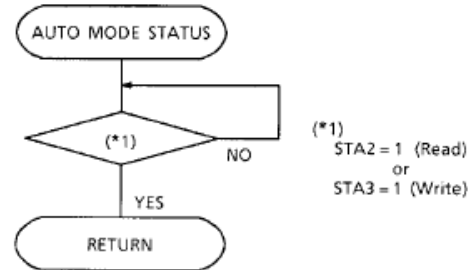 AUTO MODE STATUS
(*1)
NO
YES
RETURN
(*1)
STA2 = 1 (Read)
or
STA3 = 1 (Write)